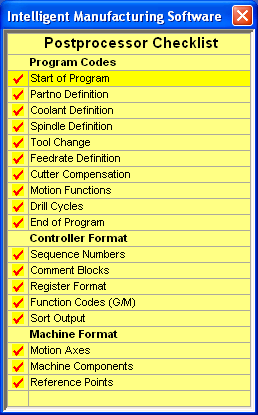 Intelligent Manufacturing Software
Postprocessor Checklist
Program Codes
Start of Program
Partno Definition
Coolant Definition
Spindle Definition
Tool Change
Feedrate Definition
Cutter Compensation
Motion Functions
Drill Cycles
End of Program
Controller Format
Sequence Numbers
Comment Blocks
Register Format
Function Codes (G/M)
Sort Output
Machine Format
Motion Axes
Machine Components
Reference Points